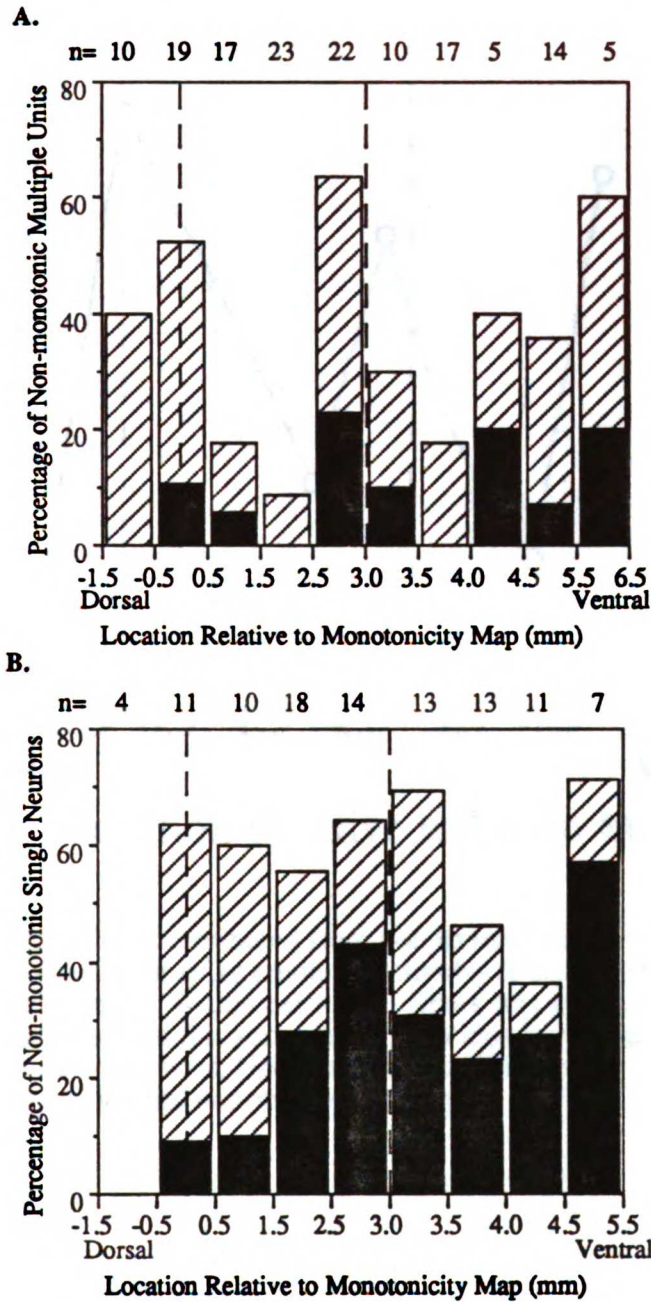 A.
n= 10 19 17 23 22 10 17 5 14 5
Percentage of Non-monotonic Multiple Units
80
60
40
20
0
-1.5 -0.5 0.5 1.5 2.5 3.0 3.5 4.0 4.5 5.5 6.5
Dorsal Ventral
Location Relative to Monotonicity Map (mm)
B.
n= 4 11 10 18 14 13 13 11 7
Percentage of Non-monotonic Single Neurons
80
60
40
20
0
-1.5 -0.5 0.5 1.5 2.5 3.0 3.5 4.0 4.5 5.5
Dorsal Ventral
Location Relative to Monotonicity Map (mm)